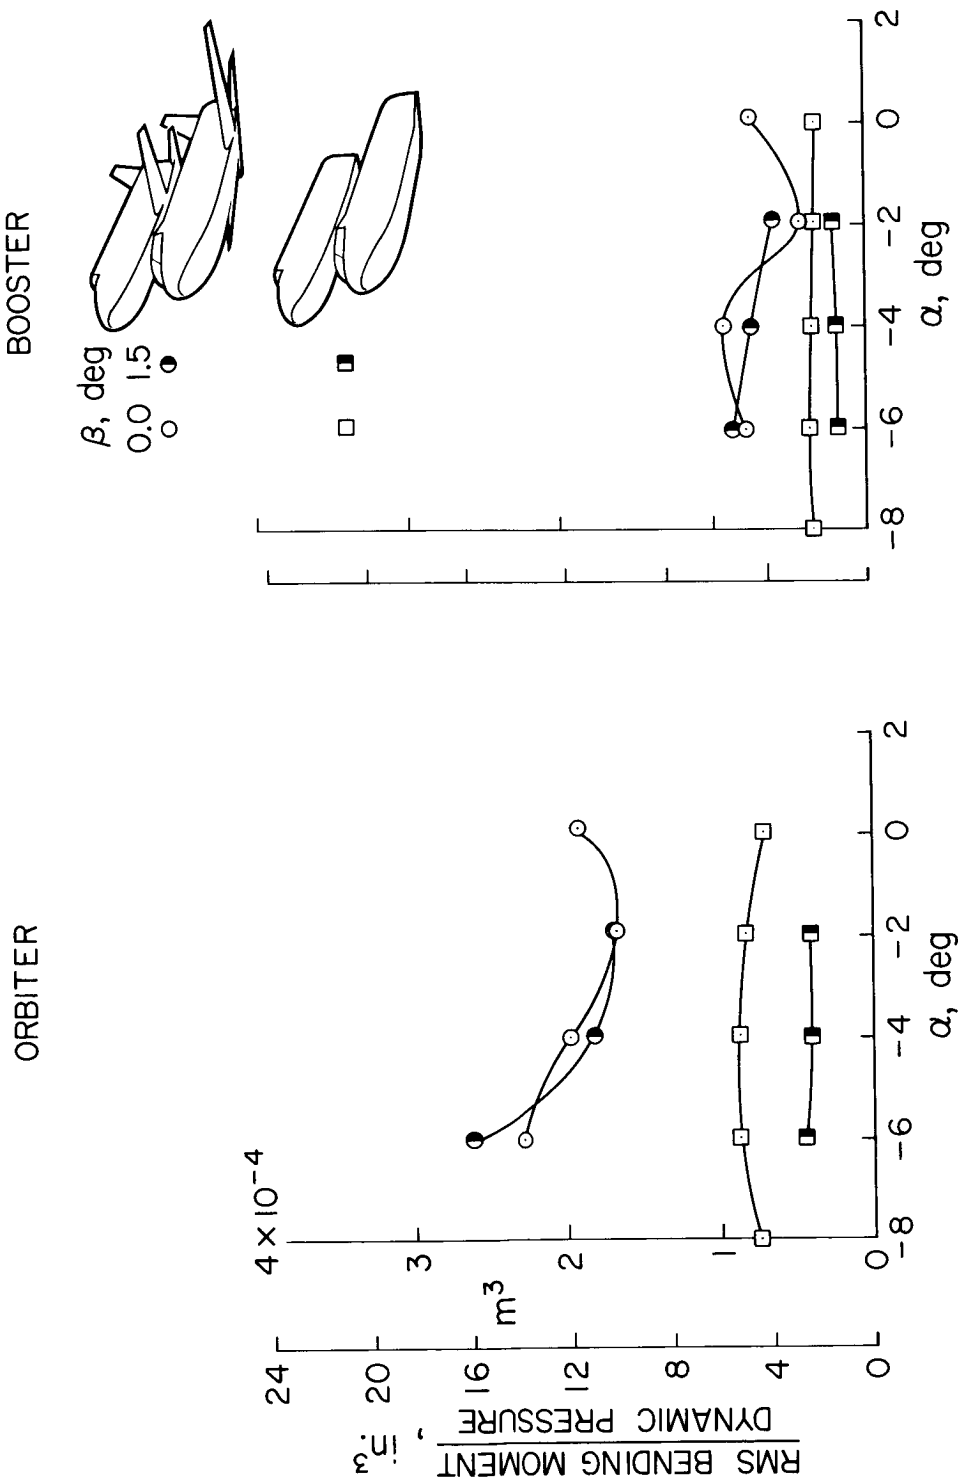 ORBITER
BOOSTER
β, deg
0.0 1.5
4×10⁻⁴
3
2
1
0
m³
24
20
16
12
8
4
0
RMS BENDING MOMENT
DYNAMIC PRESSURE
, in.³
-8 -6 -4 -2 0 2
α, deg
-8 -6 -4 -2 0 2
α, deg